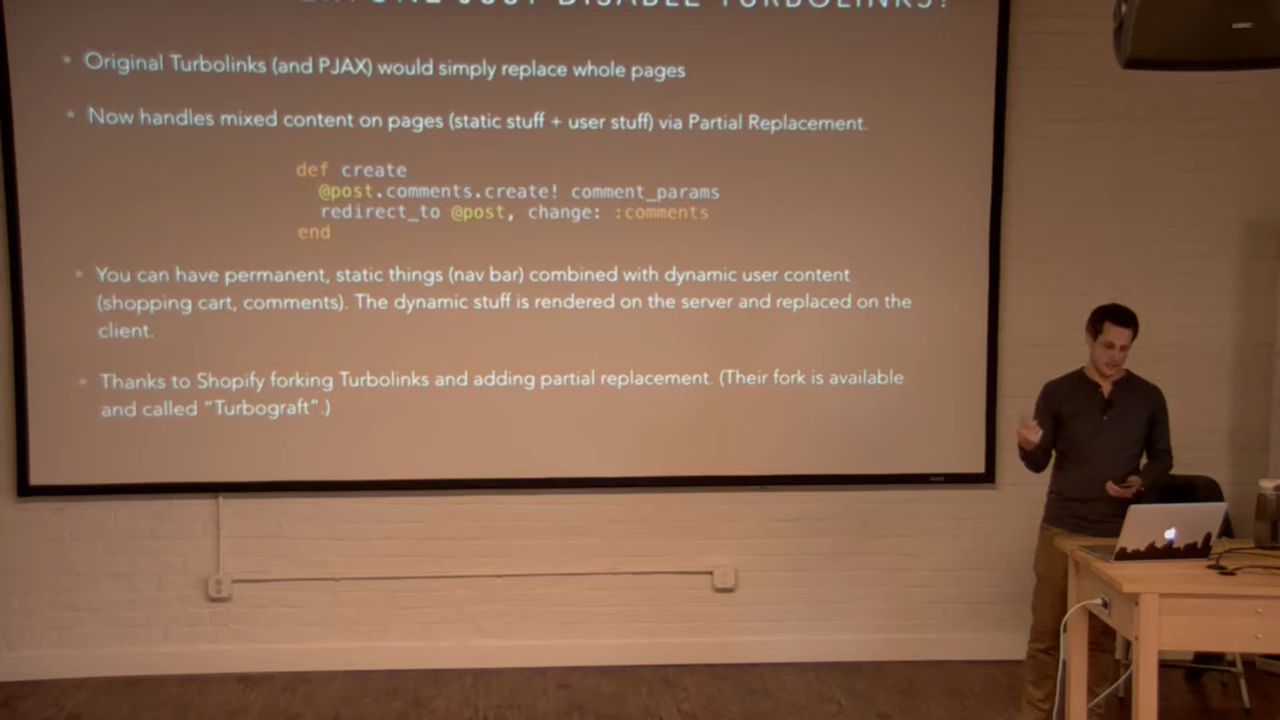 JUST DISABLE TURBOLINKS?
Original Turbolinks (and PJAX) would simply replace whole pages
Now handles mixed content on pages (static stuff + user stuff) via Partial Replacement.
def create
@post.comments.create! comment_params
redirect_to @post, change: :comments
end
You can have permanent, static things (nav bar) combined with dynamic user content
(shopping cart, comments). The dynamic stuff is rendered on the server and replaced on the
client.
Thanks to Shopify forking Turbolinks and adding partial replacement. (Their fork is available
and called “Turbograft”.)